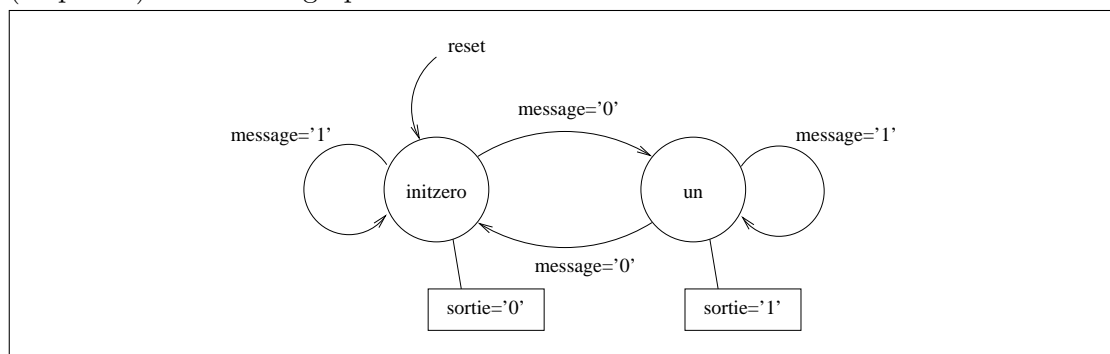 reset
message='0'
message='1'
message='1'
initzero
un
message='0'
sortie='0'
sortie='1'